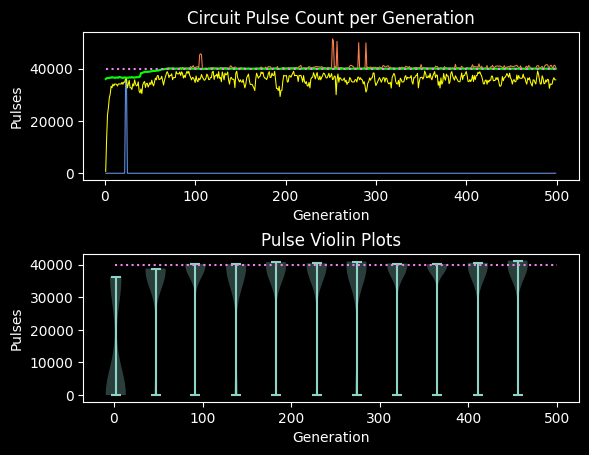 Circuit Pulse Count per Generation
40000
20000
0
Pulses
0 100 200 300 400 500
Generation
Pulse Violin Plots
40000
30000
20000
10000
0
Pulses
0 100 200 300 400 500
Generation